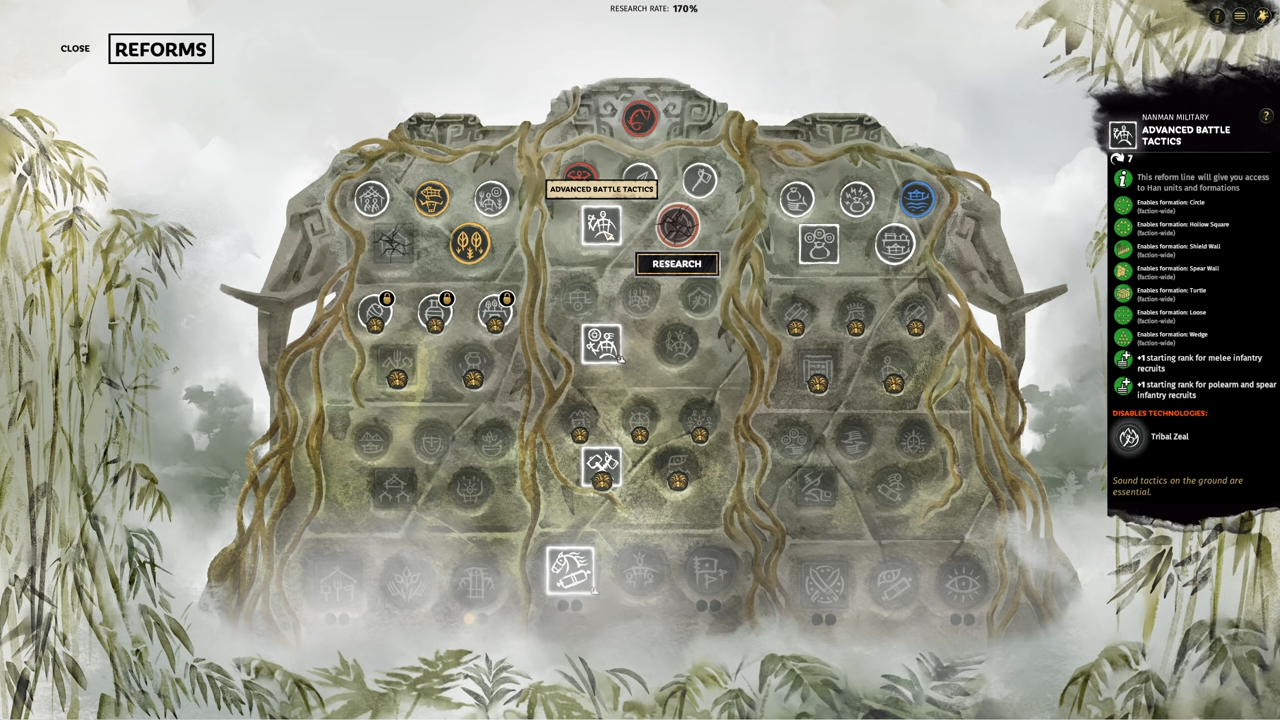 RESEARCH RATE: 170%
CLOSE
REFORMS
ADVANCED BATTLE TACTICS
RESEARCH
NANMAN MILITARY
ADVANCED BATTLE
TACTICS
?
7
This reform line will give you access
to Han units and formations
Enables formation: Circle
(faction-wide)
Enables formation: Hollow Square
(faction-wide)
Enables formation: Shield Wall
(faction-wide)
Enables formation: Spear Wall
(faction-wide)
Enables formation: Turtle
(faction-wide)
Enables formation: Loose
(faction-wide)
Enables formation: Wedge
(faction-wide)
+1 starting rank for melee infantry
recruits
+1 starting rank for polearm and spear
infantry recruits
DISABLES TECHNOLOGIES:
Tribal Zeal
Sound tactics on the ground are
essential.